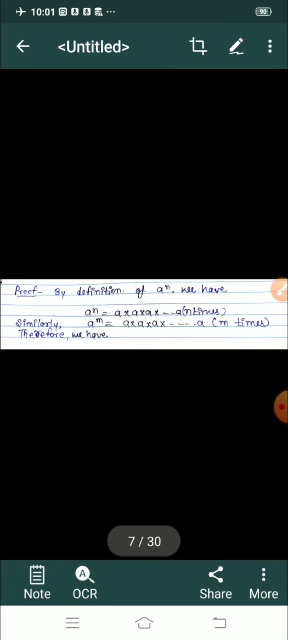 10:01
90
<Untitled>
Proof- By definition of aⁿ, we have
aⁿ = a×a×a×--a(n times)
Similarly, aᵐ = a×a×a×--- .a (m times)
Therefore, we have.
7 / 30
Note OCR Share More